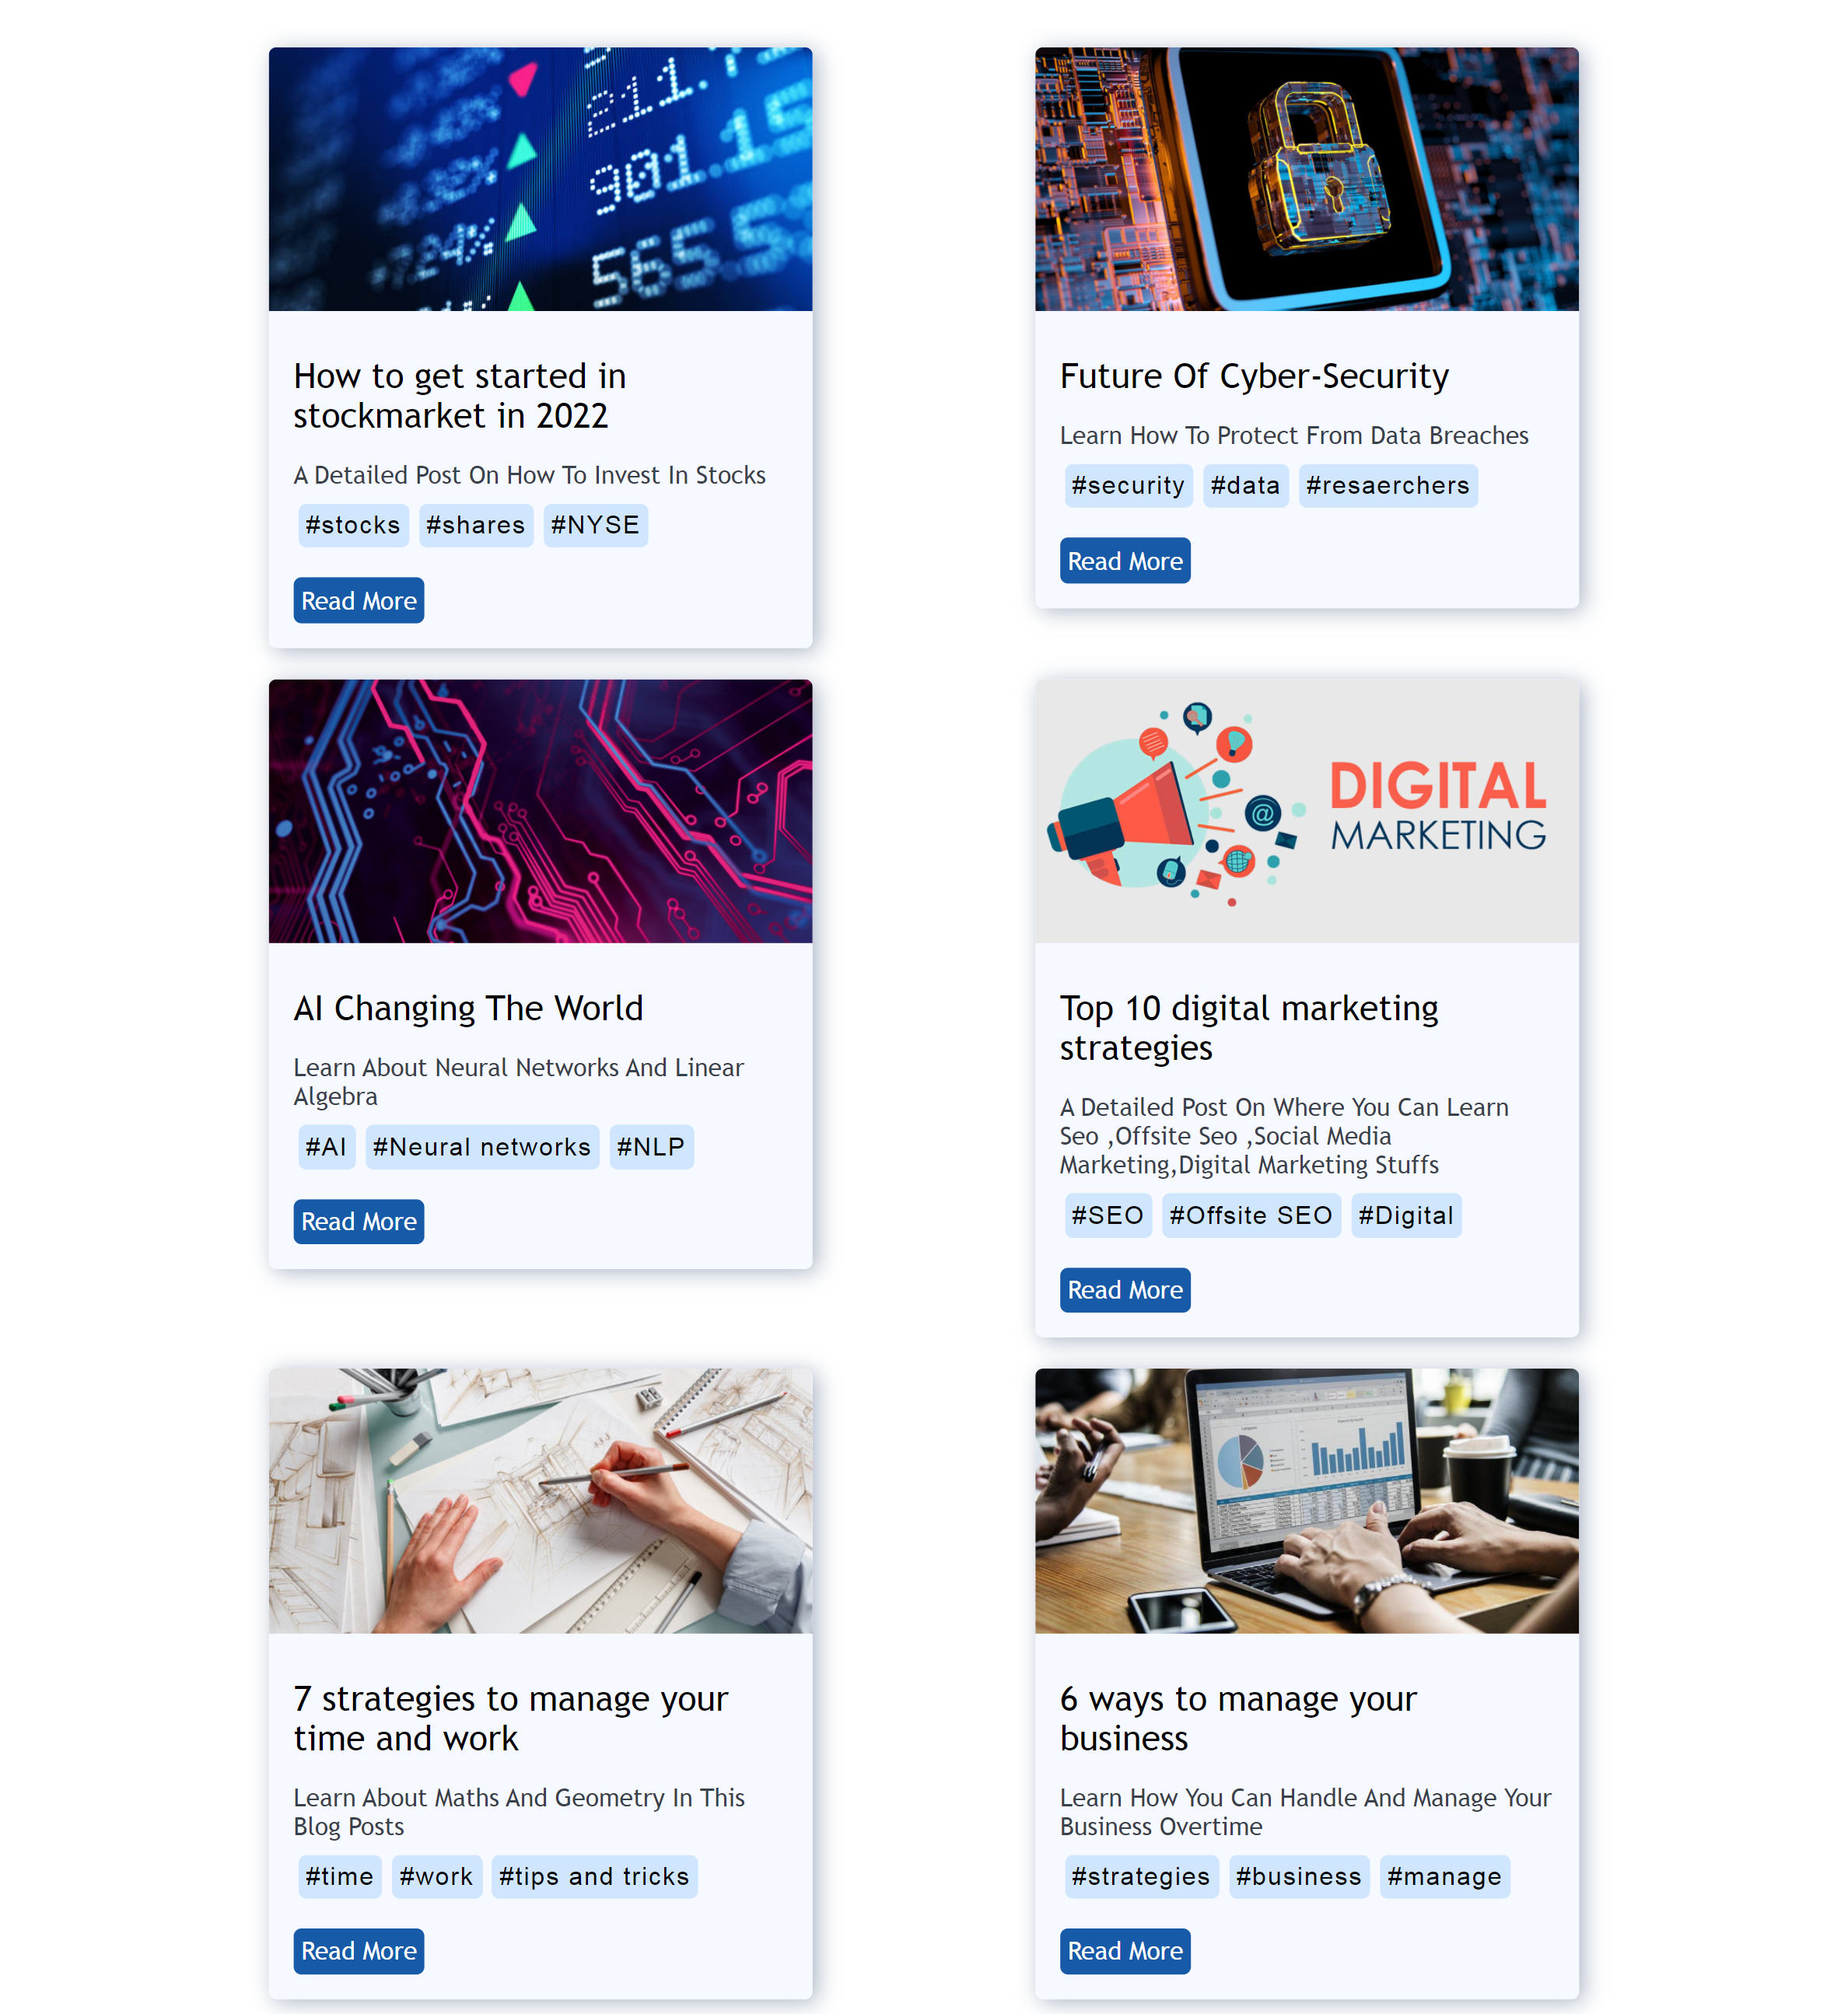 211.
901.15
565.5
How to get started in
stockmarket in 2022
A Detailed Post On How To Invest In Stocks
#stocks #shares #NYSE
Read More
Future Of Cyber-Security
Learn How To Protect From Data Breaches
#security #data #resaerchers
Read More
AI Changing The World
Learn About Neural Networks And Linear
Algebra
#AI #Neural networks #NLP
Read More
@
DIGITAL
MARKETING
Top 10 digital marketing
strategies
A Detailed Post On Where You Can Learn
Seo ,Offsite Seo ,Social Media
Marketing,Digital Marketing Stuffs
#SEO #Offsite SEO #Digital
Read More
7 strategies to manage your
time and work
Learn About Maths And Geometry In This
Blog Posts
#time #work #tips and tricks
Read More
6 ways to manage your
business
Learn How You Can Handle And Manage Your
Business Overtime
#strategies #business #manage
Read More